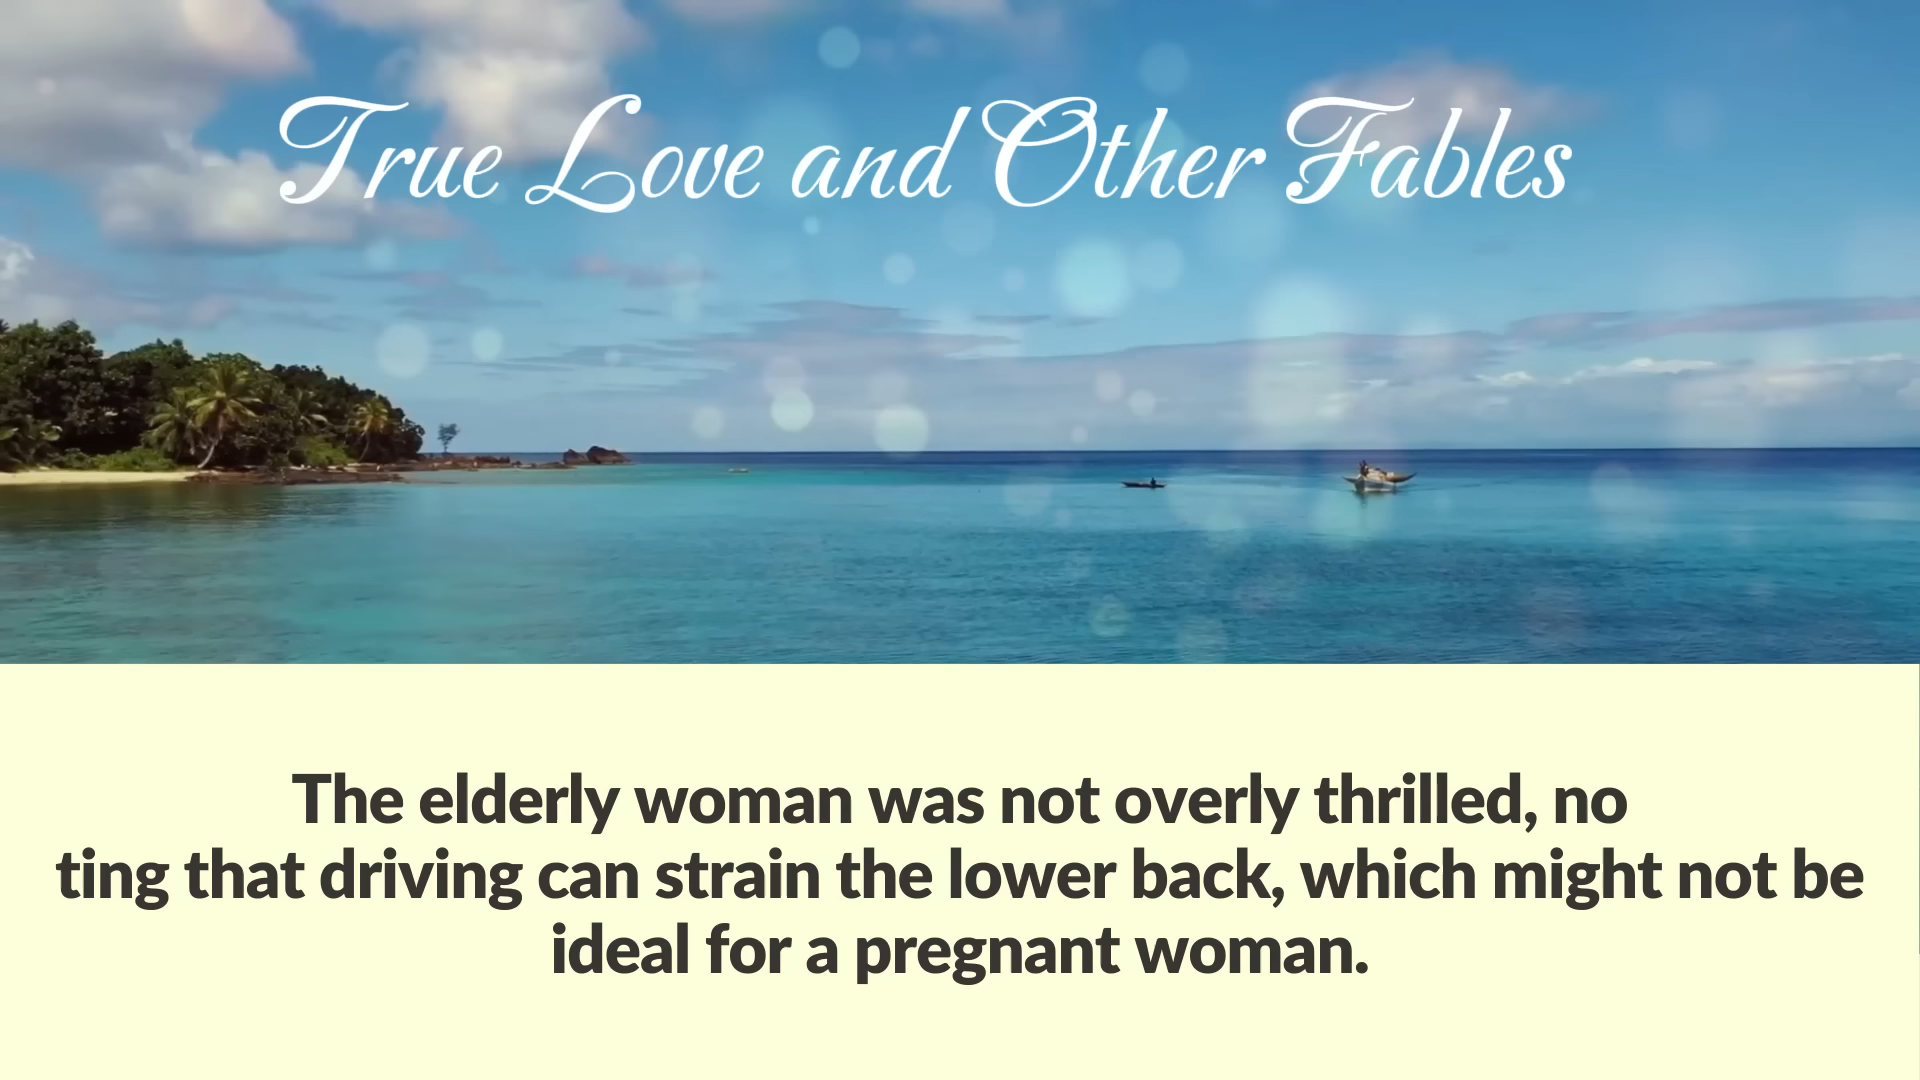 True Love and Other Fables
The elderly woman was not overly thrilled, no
ting that driving can strain the lower back, which might not be
ideal for a pregnant woman.